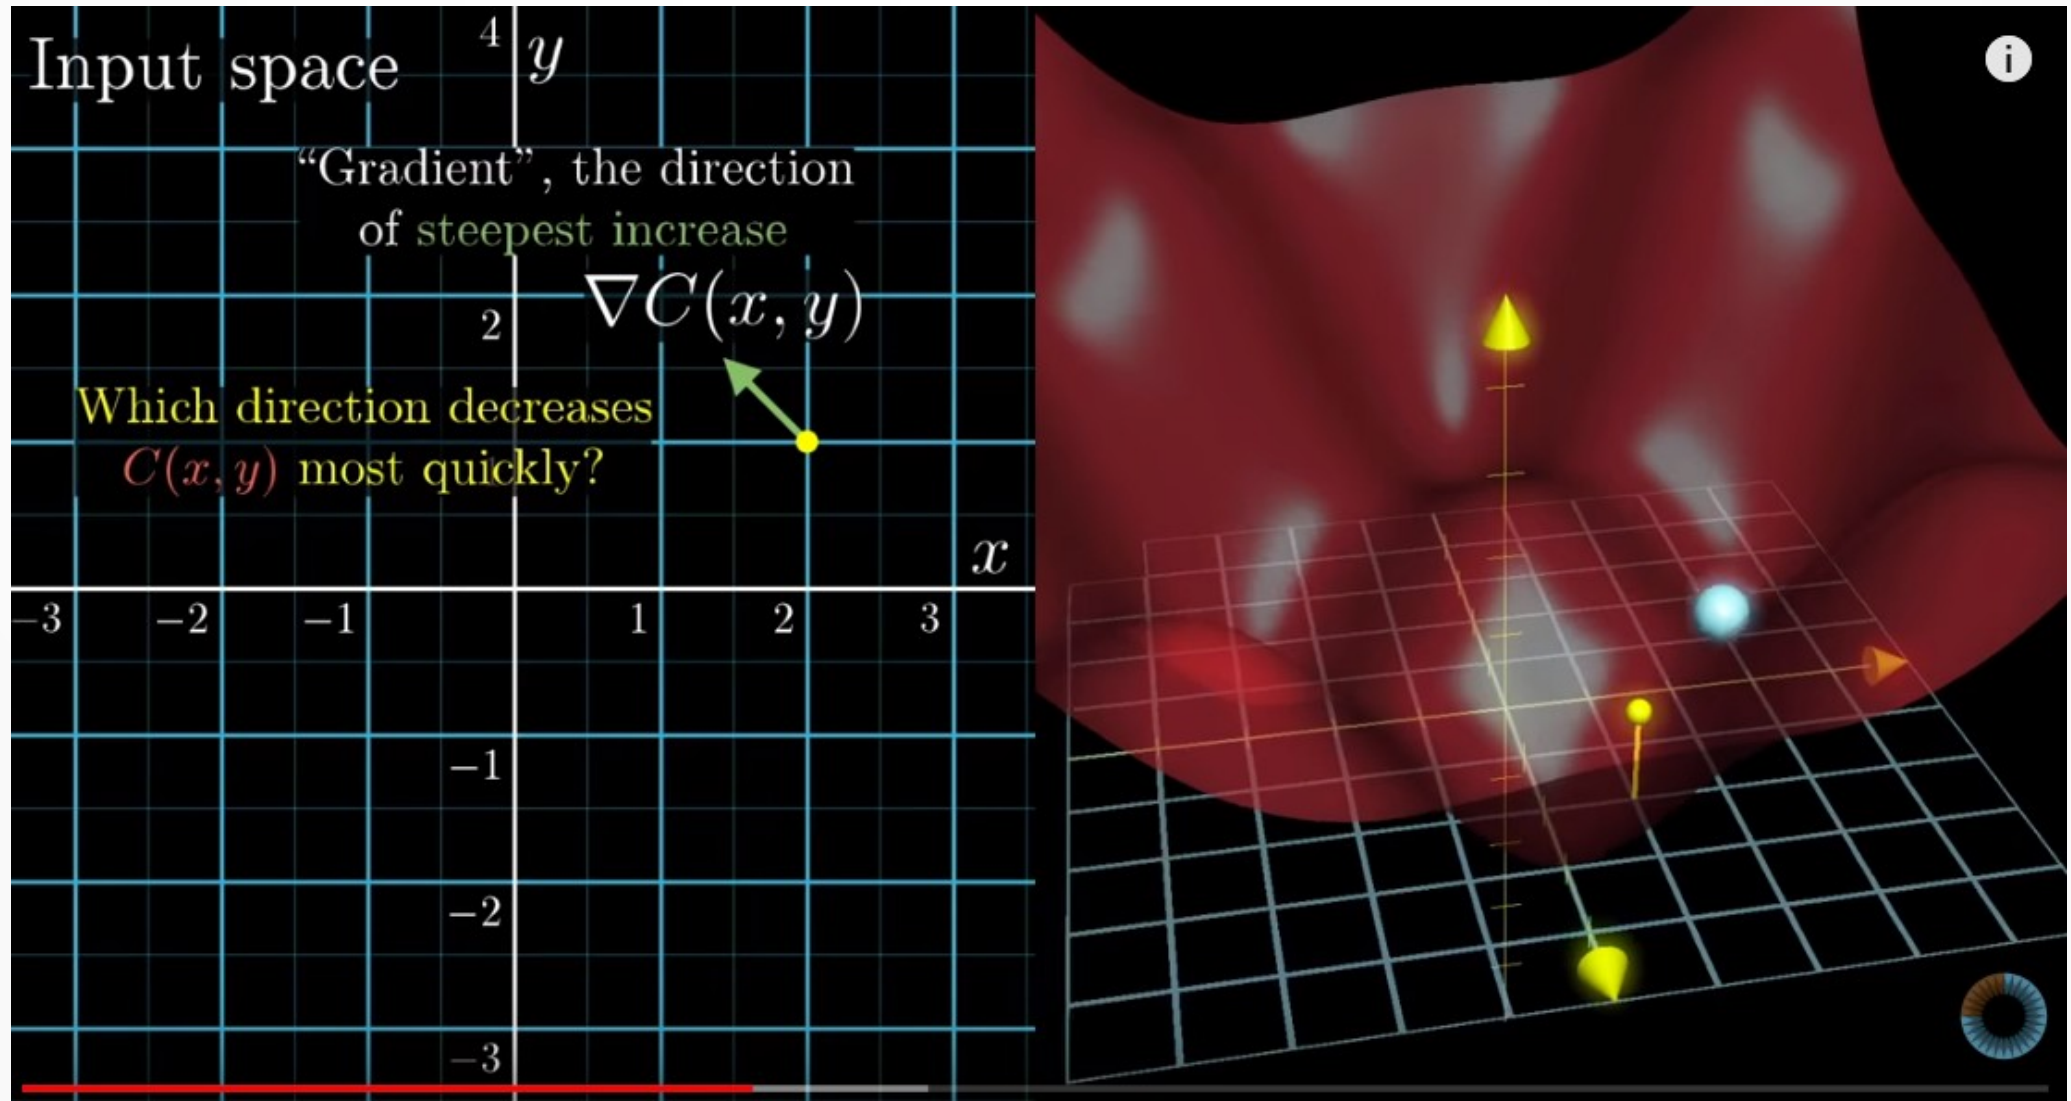 Input space
4
y
“Gradient”, the direction
of steepest increase
∇C(x, y)
2
Which direction decreases
C(x, y) most quickly?
x
−3 −2 −1 1 2 3
−1
−2
−3
i